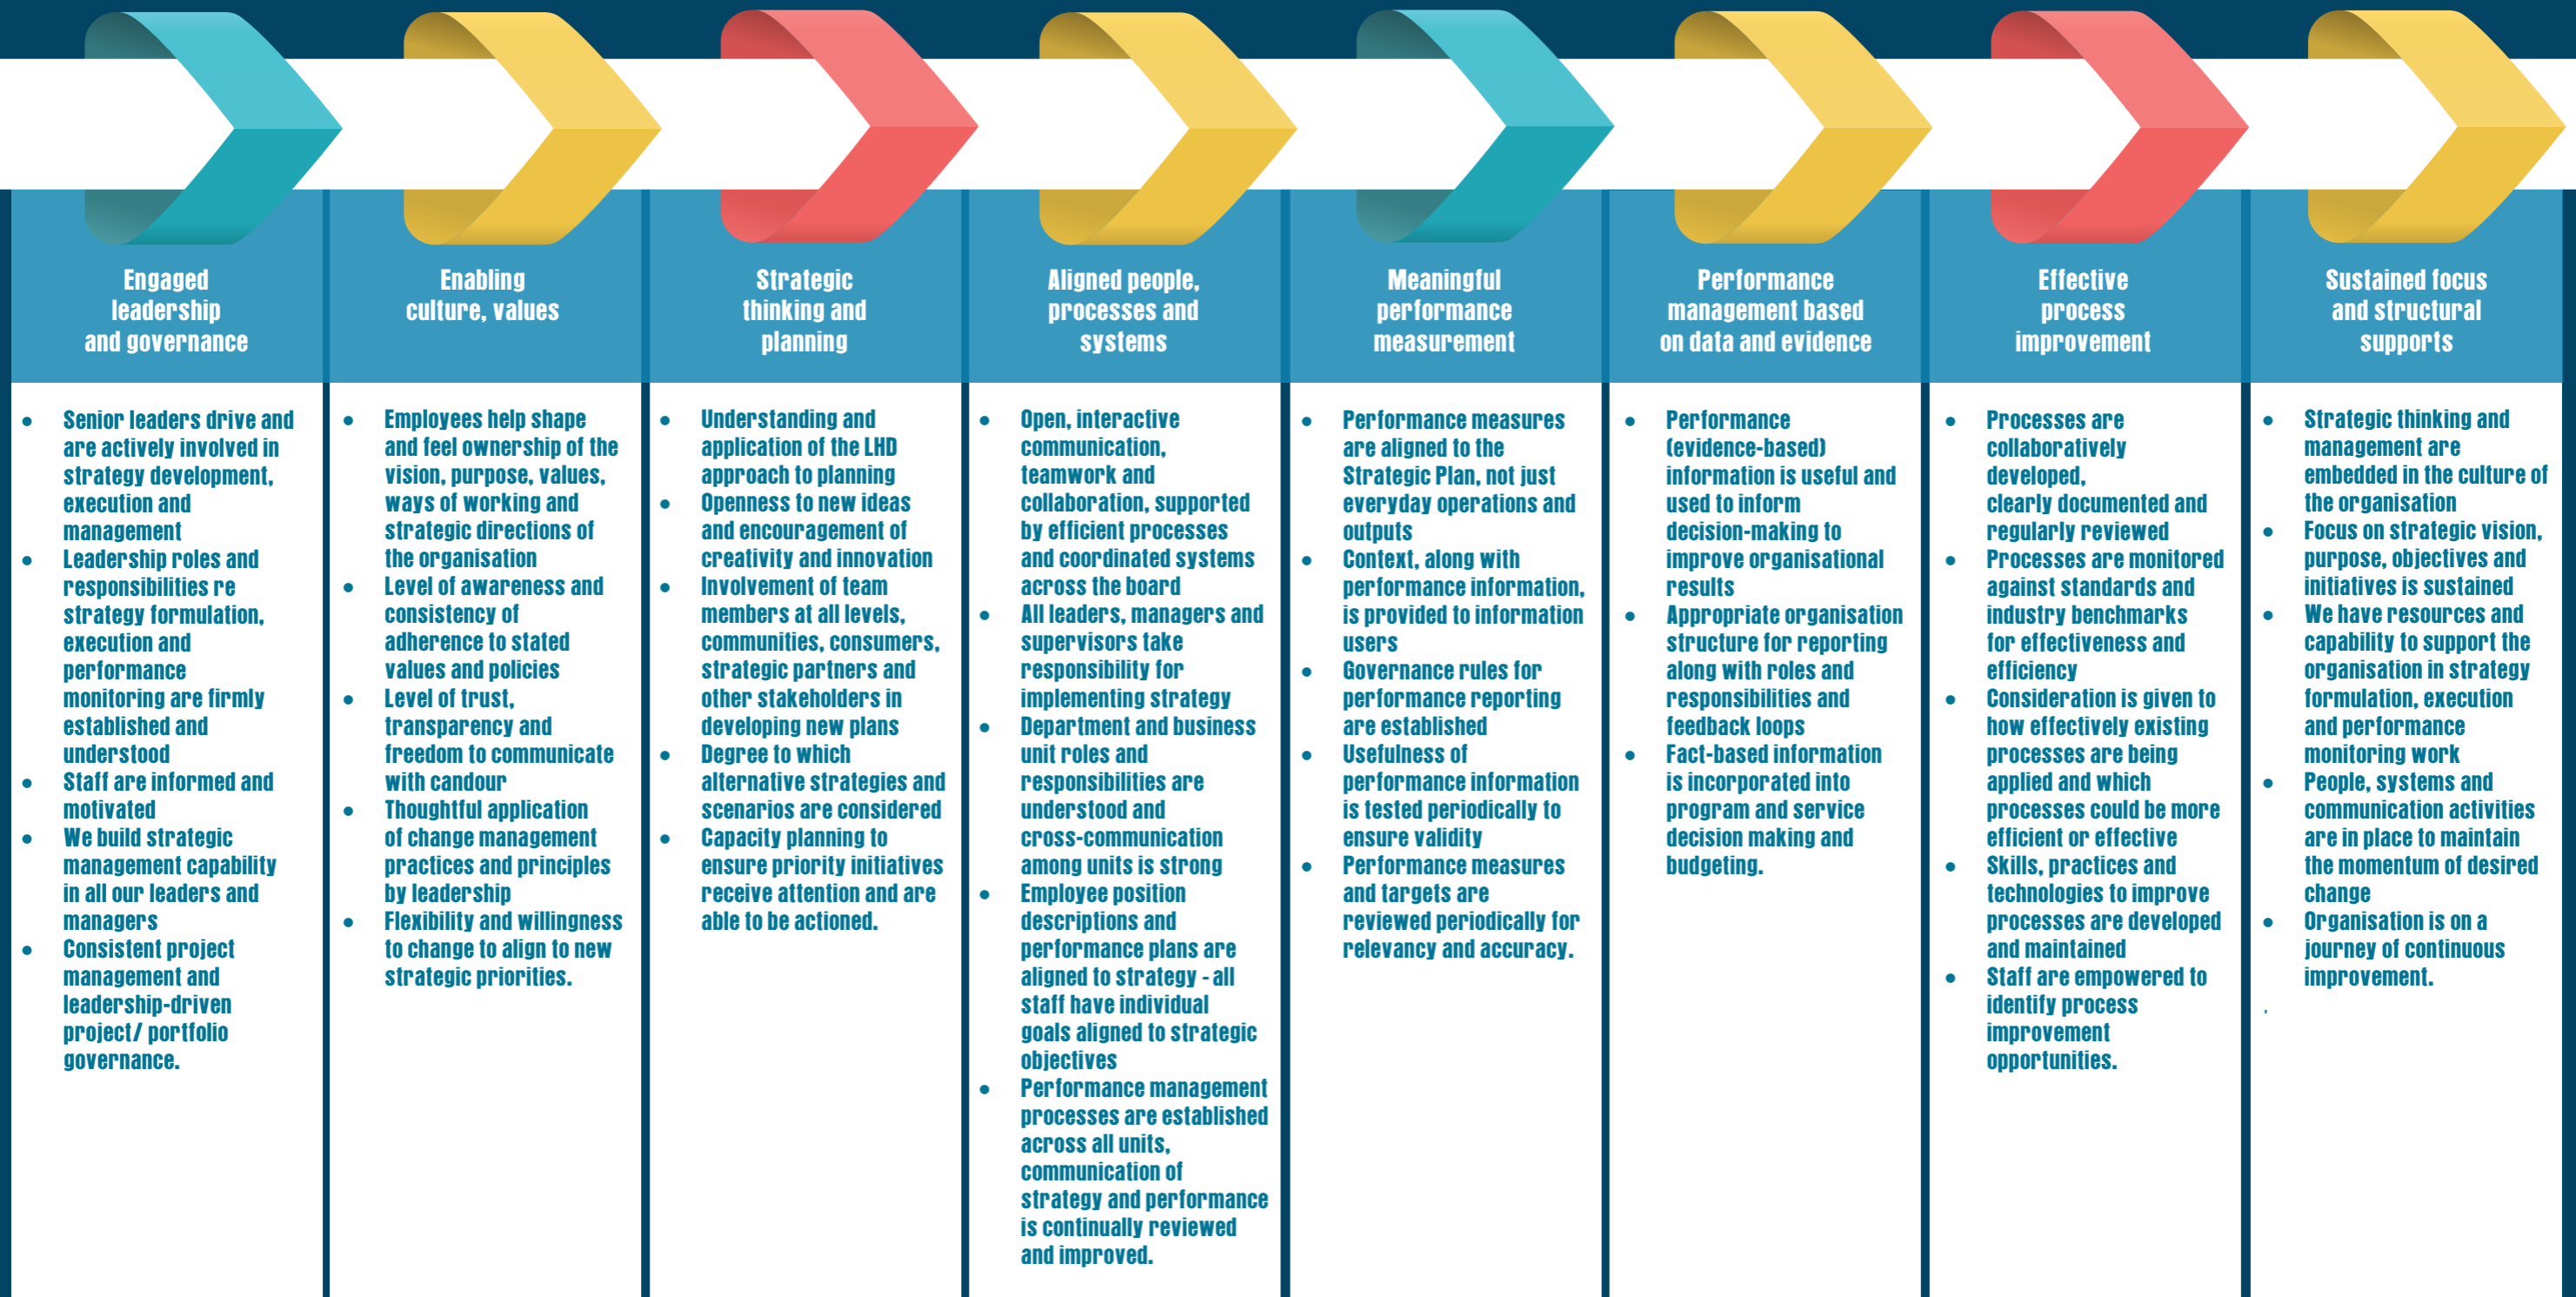 Engaged
leadership
and governance
• Senior leaders drive and
are actively involved in
strategy development,
execution and
management
• Leadership roles and
responsibilities re
strategy formulation,
execution and
performance
monitoring are firmly
established and
understood
• Staff are informed and
motivated
• We build strategic
management capability
in all our leaders and
managers
• Consistent project
management and
leadership-driven
project/ portfolio
governance.
Enabling
culture, values
• Employees help shape
and feel ownership of the
vision, purpose, values,
ways of working and
strategic directions of
the organisation
• Level of awareness and
consistency of
adherence to stated
values and policies
• Level of trust,
transparency and
freedom to communicate
with candour
• Thoughtful application
of change management
practices and principles
by leadership
• Flexibility and willingness
to change to align to new
strategic priorities.
Strategic
thinking and
planning
• Understanding and
application of the LHD
approach to planning
• Openness to new ideas
and encouragement of
creativity and innovation
• Involvement of team
members at all levels,
communities, consumers,
strategic partners and
other stakeholders in
developing new plans
• Degree to which
alternative strategies and
scenarios are considered
• Capacity planning to
ensure priority initiatives
receive attention and are
able to be actioned.
Aligned people,
processes and
systems
• Open, interactive
communication,
teamwork and
collaboration, supported
by efficient processes
and coordinated systems
across the board
• All leaders, managers and
supervisors take
responsibility for
implementing strategy
• Department and business
unit roles and
responsibilities are
understood and
cross-communication
among units is strong
• Employee position
descriptions and
performance plans are
aligned to strategy - all
staff have individual
goals aligned to strategic
objectives
• Performance management
processes are established
across all units,
communication of
strategy and performance
is continually reviewed
and improved.
Meaningful
performance
measurement
• Performance measures
are aligned to the
Strategic Plan, not just
everyday operations and
outputs
• Context, along with
performance information,
is provided to information
users
• Governance rules for
performance reporting
are established
• Usefulness of
performance information
is tested periodically to
ensure validity
• Performance measures
and targets are
reviewed periodically for
relevancy and accuracy.
Performance
management based
on data and evidence
• Performance
(evidence-based)
information is useful and
used to inform
decision-making to
improve organisational
results
• Appropriate organisation
structure for reporting
along with roles and
responsibilities and
feedback loops
• Fact-based information
is incorporated into
program and service
decision making and
budgeting.
Effective
process
improvement
• Processes are
collaboratively
developed,
clearly documented and
regularly reviewed
• Processes are monitored
against standards and
industry benchmarks
for effectiveness and
efficiency
• Consideration is given to
how effectively existing
processes are being
applied and which
processes could be more
efficient or effective
• Skills, practices and
technologies to improve
processes are developed
and maintained
• Staff are empowered to
identify process
improvement
opportunities.
Sustained focus
and structural
supports
• Strategic thinking and
management are
embedded in the culture of
the organisation
• Focus on strategic vision,
purpose, objectives and
initiatives is sustained
• We have resources and
capability to support the
organisation in strategy
formulation, execution
and performance
monitoring work
• People, systems and
communication activities
are in place to maintain
the momentum of desired
change
• Organisation is on a
journey of continuous
improvement.
.